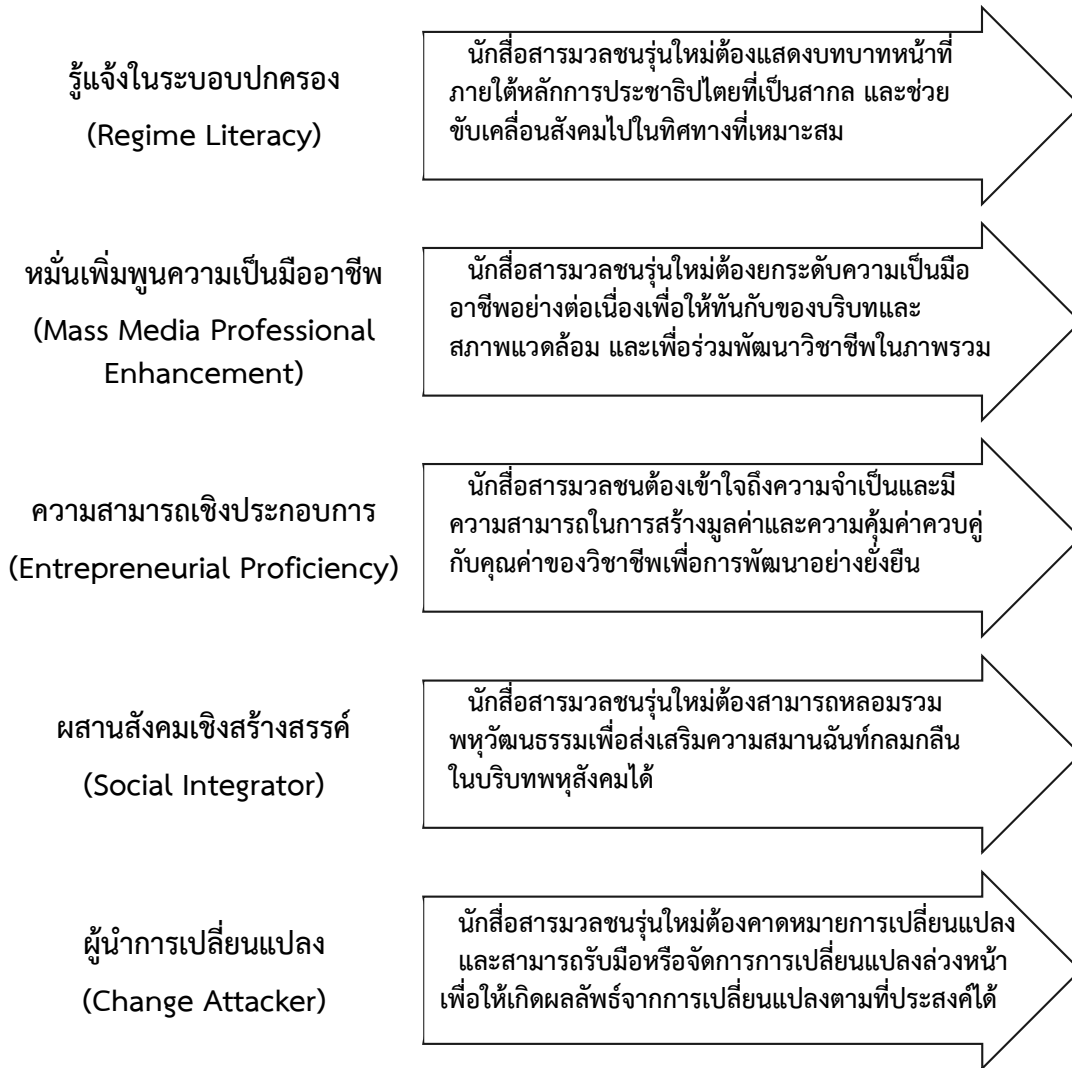 รู้แจ้งในระบอบปกครอง
(Regime Literacy)
นักสื่อสารมวลชนรุ่นใหม่ต้องแสดงบทบาทหน้าที่
ภายใต้หลักการประชาธิปไตยที่เป็นสากล และช่วย
ขับเคลื่อนสังคมไปในทิศทางที่เหมาะสม
หมั่นเพิ่มพูนความเป็นมืออาชีพ
(Mass Media Professional
Enhancement)
นักสื่อสารมวลชนรุ่นใหม่ต้องยกระดับความเป็นมือ
อาชีพอย่างต่อเนื่องเพื่อให้ทันกับของบริบทและ
สภาพแวดล้อม และเพื่อร่วมพัฒนาวิชาชีพในภาพรวม
ความสามารถเชิงประกอบการ
(Entrepreneurial Proficiency)
นักสื่อสารมวลชนต้องเข้าใจถึงความจำเป็นและมี
ความสามารถในการสร้างมูลค่าและความคุ้มค่าควบคู่
กับคุณค่าของวิชาชีพเพื่อการพัฒนาอย่างยั่งยืน
ผสานสังคมเชิงสร้างสรรค์
(Social Integrator)
นักสื่อสารมวลชนรุ่นใหม่ต้องสามารถหลอมรวม
พหุวัฒนธรรมเพื่อส่งเสริมความสมานฉันท์กลมกลืน
ในบริบทพหุสังคมได้
ผู้นำการเปลี่ยนแปลง
(Change Attacker)
นักสื่อสารมวลชนรุ่นใหม่ต้องคาดหมายการเปลี่ยนแปลง
และสามารถรับมือหรือจัดการการเปลี่ยนแปลงล่วงหน้า
เพื่อให้เกิดผลลัพธ์จากการเปลี่ยนแปลงตามที่ประสงค์ได้